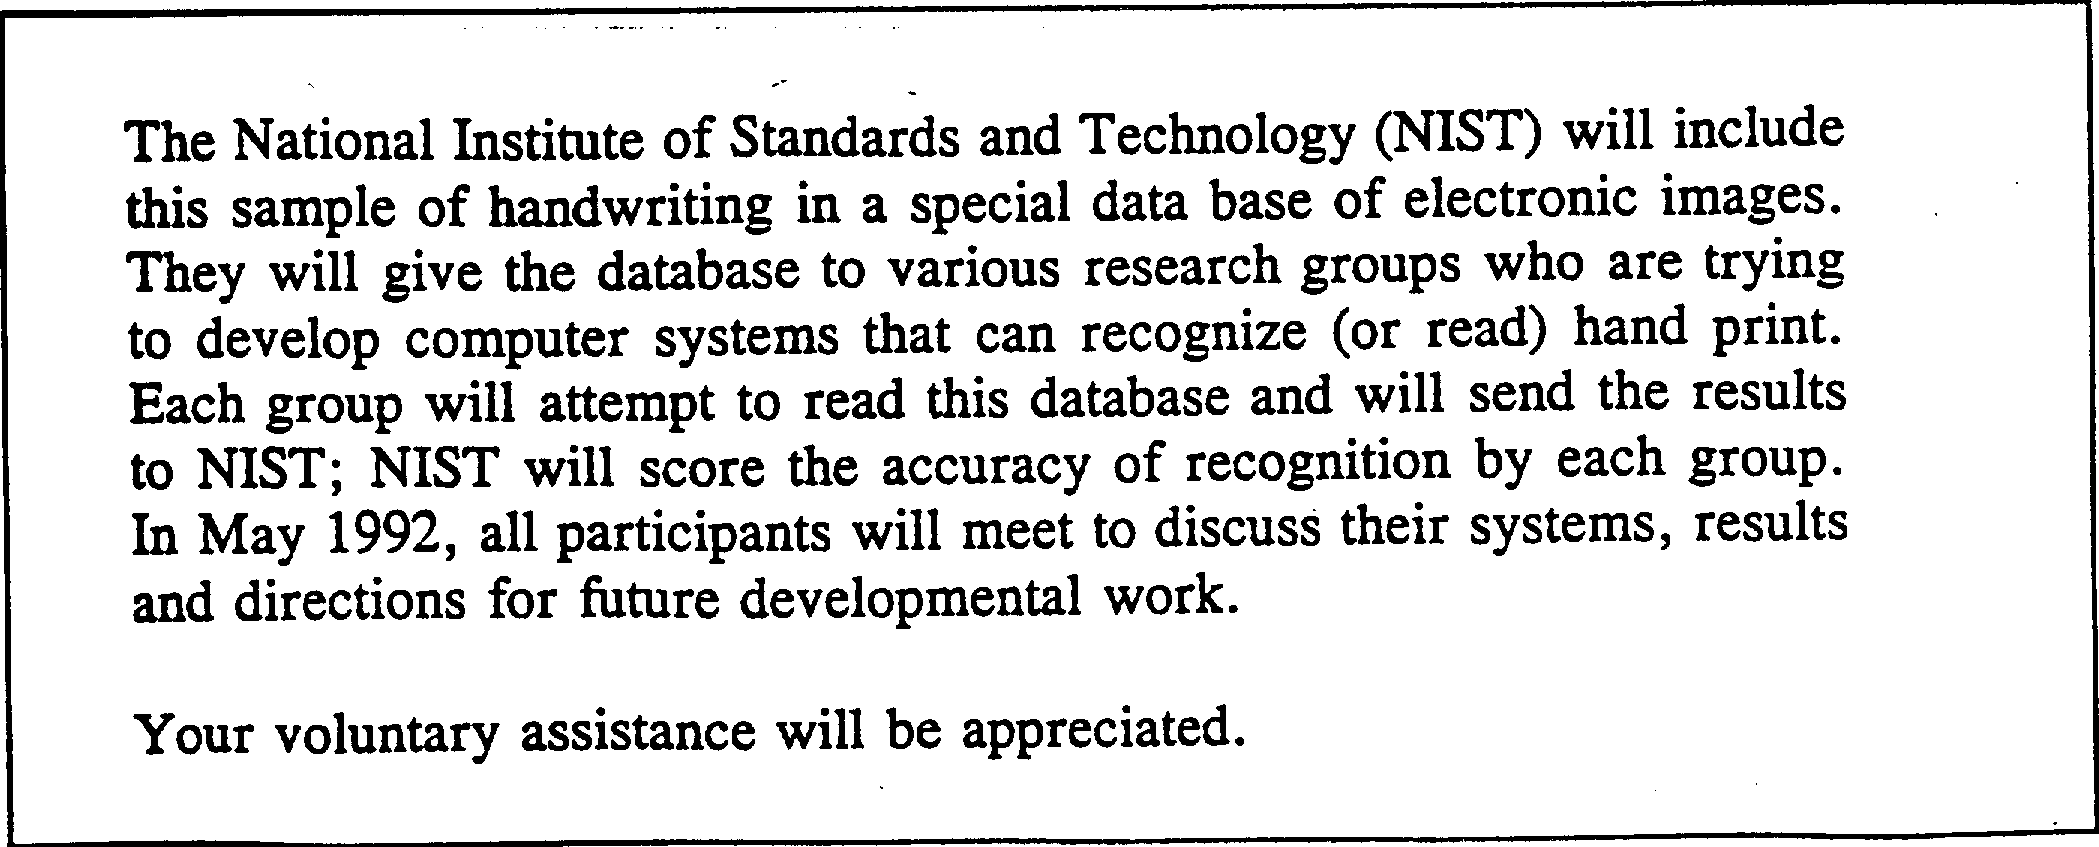 The National Institute of Standards and Technology (NIST) will include
this sample of handwriting in a special data base of electronic images.
They will give the database to various research groups who are trying
to develop computer systems that can recognize (or read) hand print.
Each group will attempt to read this database and will send the results
to NIST; NIST will score the accuracy of recognition by each group.
In May 1992, all participants will meet to discuss their systems, results
and directions for future developmental work.
Your voluntary assistance will be appreciated.